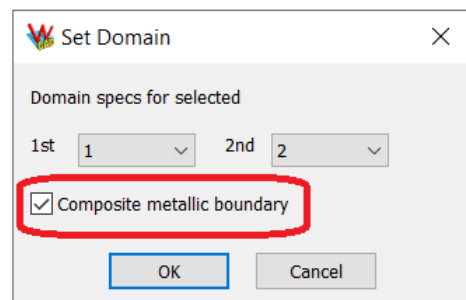 Set Domain
Domain specs for selected
1st 1 2nd 2
Composite metallic boundary
OK Cancel